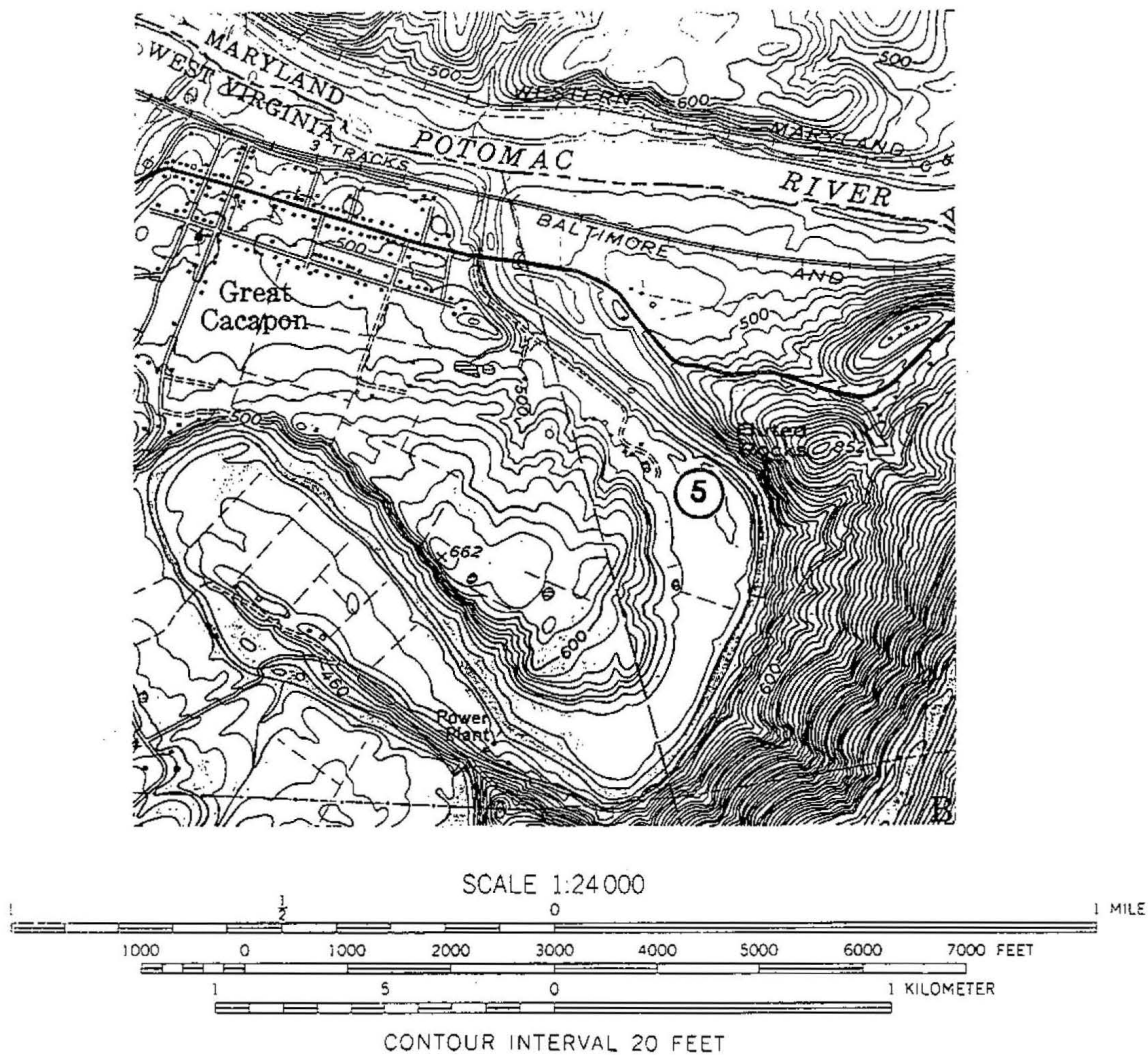 MARYLAND
WEST VIRGINIA
500
500
WESTERN
600
MARYLAND
3 TRACKS
POTOMAC
RIVER
BALTIMORE
AND
500
Great
Cacapon
500
500
Rocks
5
662
600
600
460
Power
Plant
B
SCALE 1:24 000
1
1/2
0
1 MILE
1000
0
1000
2000
3000
4000
5000
6000
7000 FEET
1
5
0
1 KILOMETER
CONTOUR INTERVAL 20 FEET